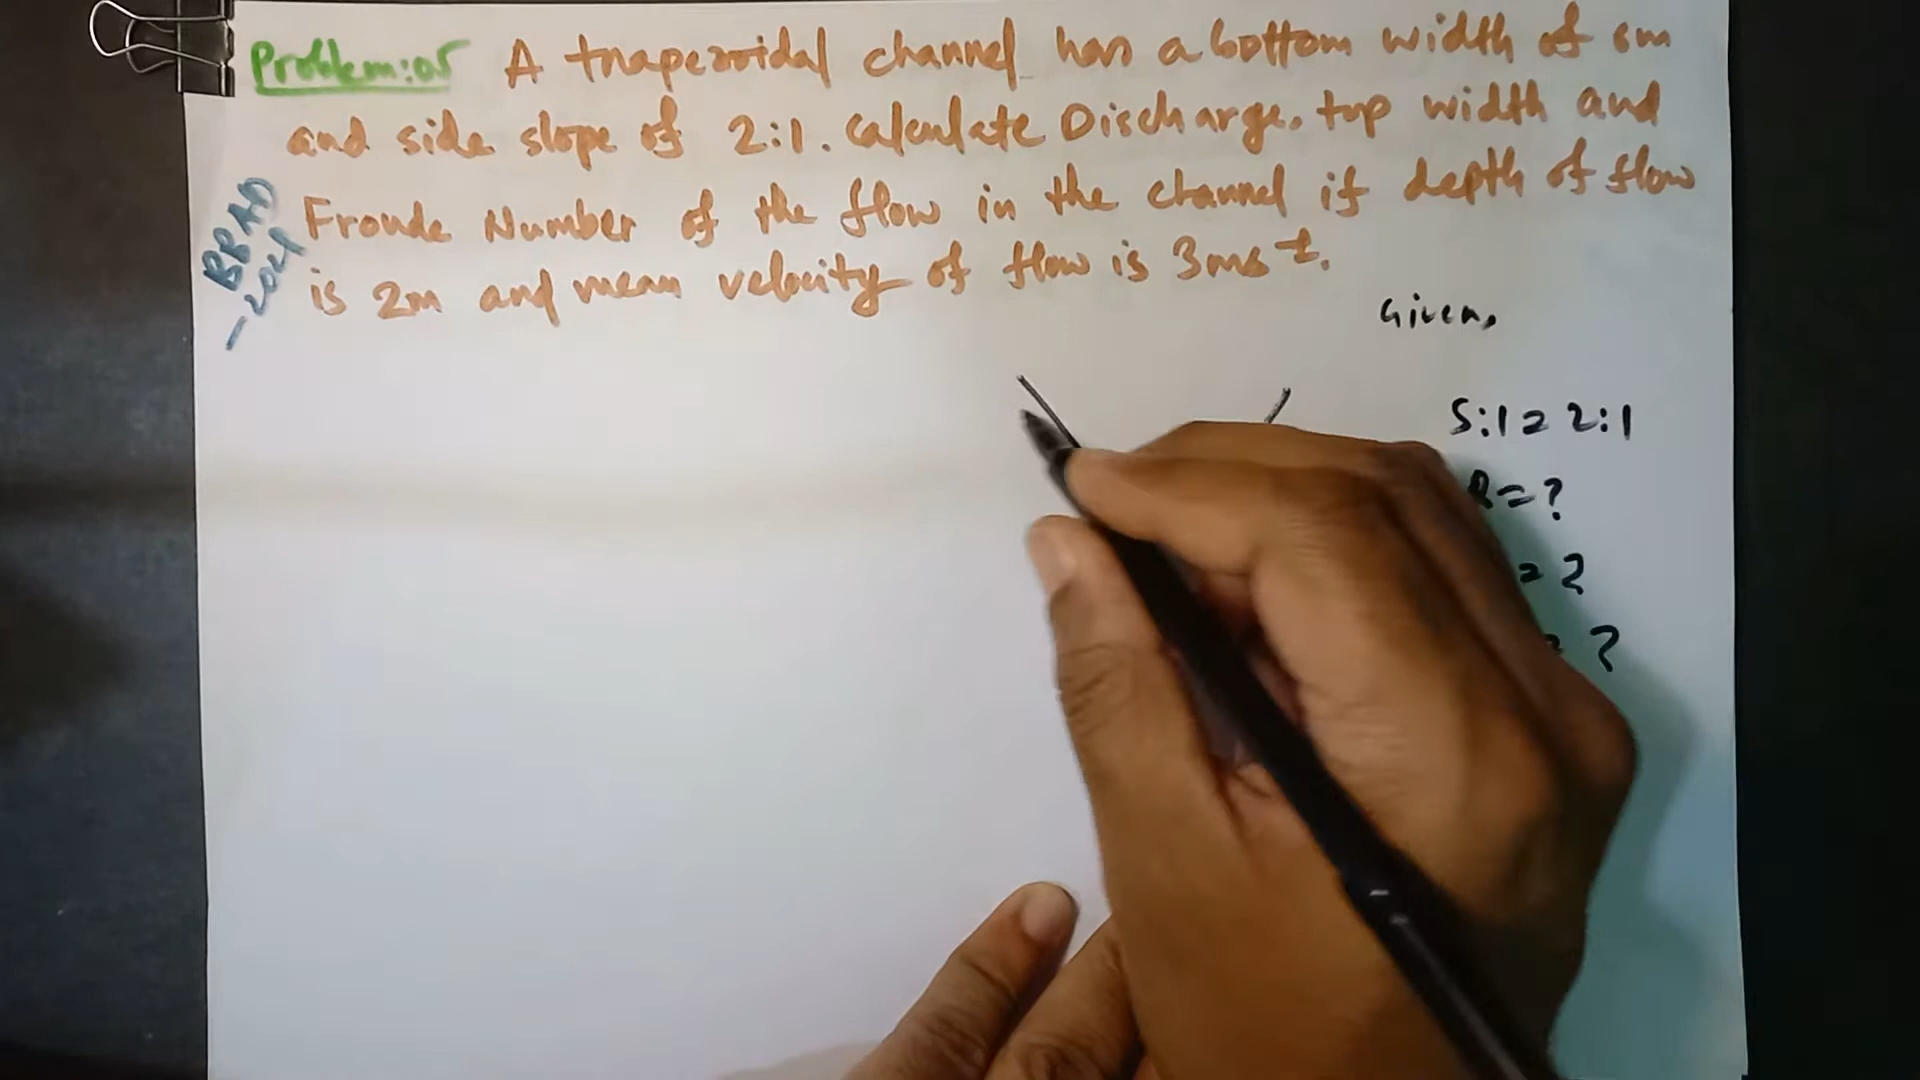 Problem: 05 A trapezoidal channel has a bottom width of 6m
and side slope of 2:1. Calculate Discharge, top width and
Froude Number of the flow in the channel if depth of flow
is 2m and mean velocity of flow is 3ms⁻¹.
BBAD
-2021
Given,
S:1 = 2:1
= ?
= ?
= ?